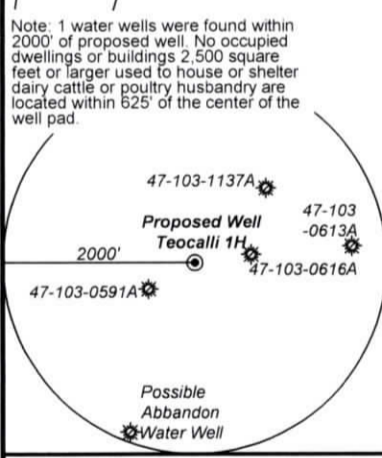 Note: 1 water wells were found within
2000' of proposed well. No occupied
dwellings or buildings 2,500 square
feet or larger used to house or shelter
dairy cattle or poultry husbandry are
located within 625' of the center of the
well pad.
47-103-1137A
47-103
-0613A
Proposed Well
Teocalli 1H
2000'
47-103-0616A
47-103-0591A
Possible
Abbandon
Water Well